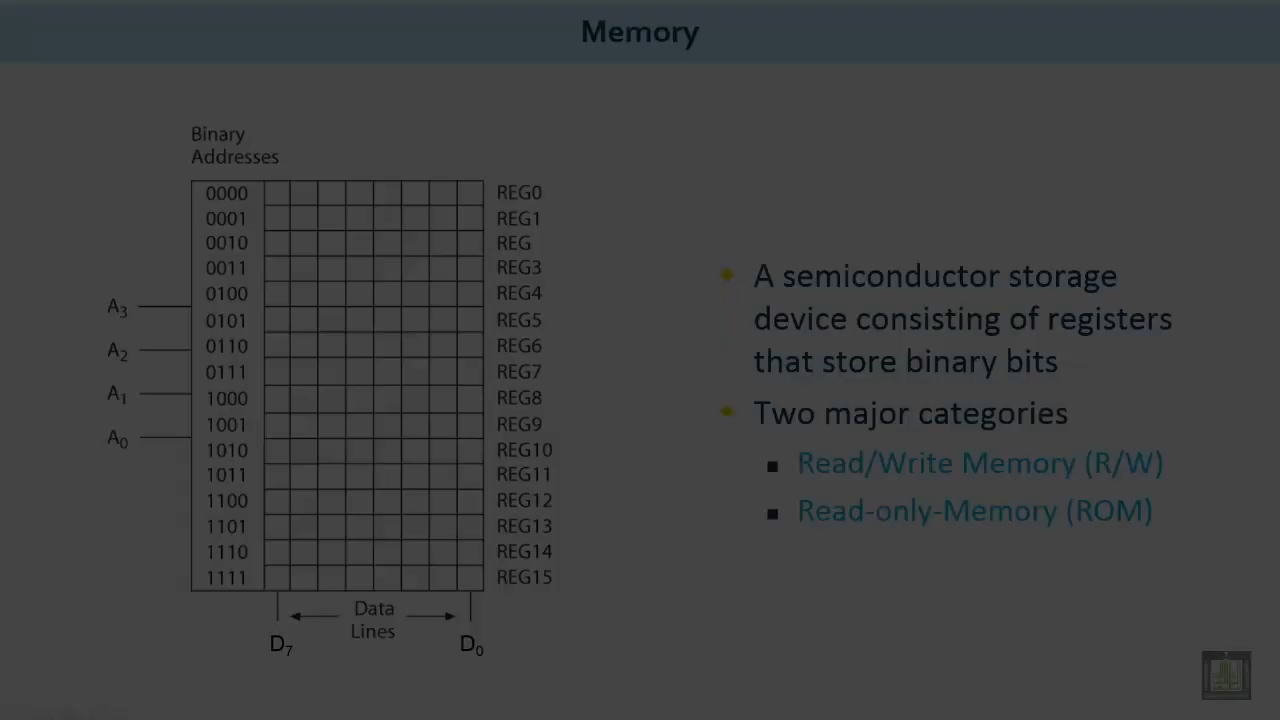 Memory
Binary
Addresses
0000 REG0
0001 REG1
0010 REG
0011 REG3
0100 REG4
A3
0101 REG5
0110 REG6
A2
0111 REG7
A1
1000 REG8
1001 REG9
A0
1010 REG10
1011 REG11
1100 REG12
1101 REG13
1110 REG14
1111 REG15
Data
Lines
D7 D0
A semiconductor storage
device consisting of registers
that store binary bits
Two major categories
Read/Write Memory (R/W)
Read-only-Memory (ROM)